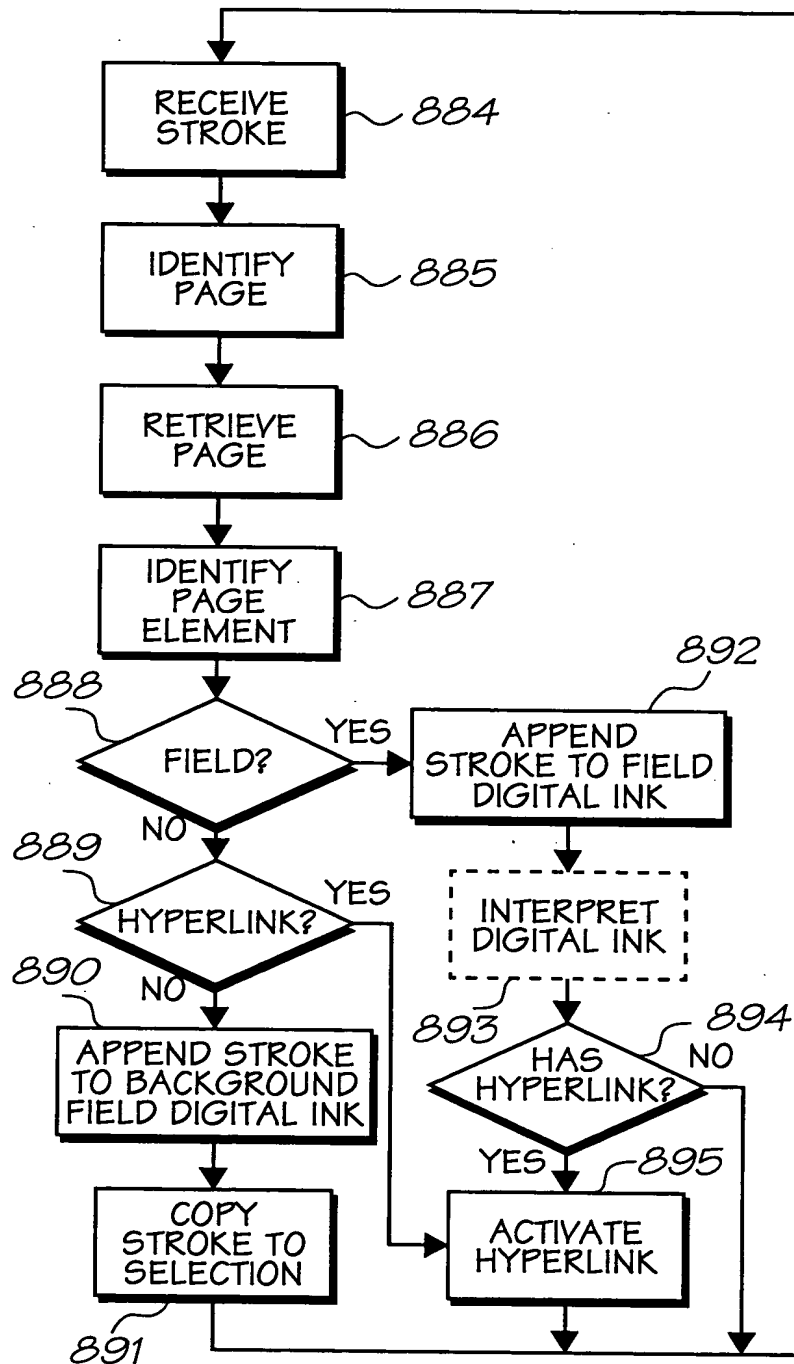 RECEIVE
STROKE
884
IDENTIFY
PAGE
885
RETRIEVE
PAGE
886
IDENTIFY
PAGE
ELEMENT
887
888
FIELD?
YES
NO
892
APPEND
STROKE TO FIELD
DIGITAL INK
889
HYPERLINK?
YES
NO
INTERPRET
DIGITAL INK
893
890
APPEND STROKE
TO BACKGROUND
FIELD DIGITAL INK
894
HAS
HYPERLINK?
NO
YES
895
COPY
STROKE TO
SELECTION
891
ACTIVATE
HYPERLINK